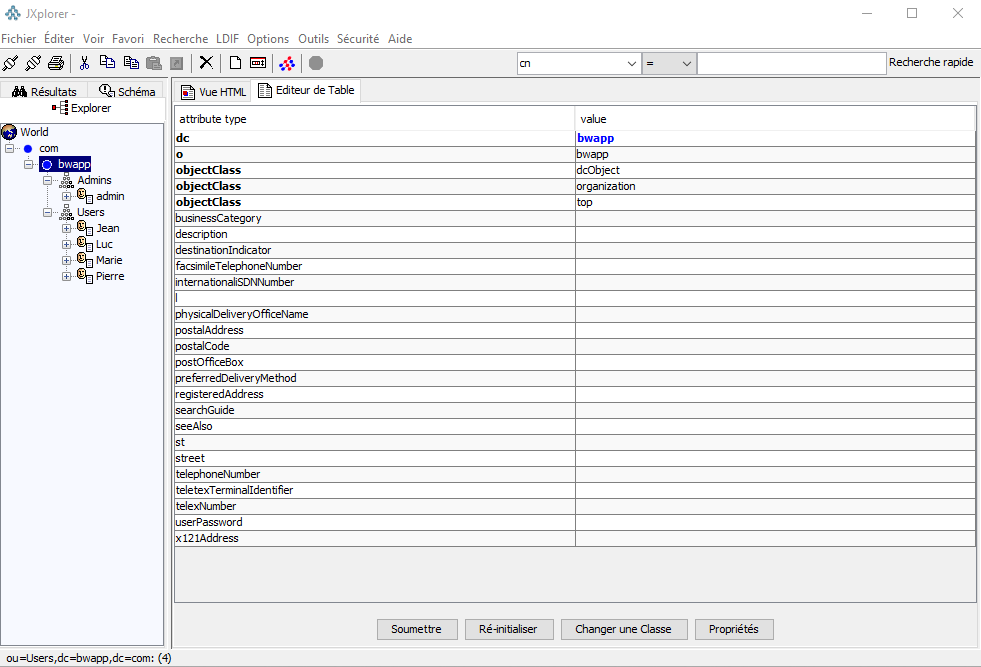 JXplorer -
Fichier Éditer Voir Favori Recherche LDIF Options Outils Sécurité Aide
cn = Recherche rapide
Résultats Schéma
Explorer
Vue HTML Editeur de Table
World
com
bwapp
Admins
admin
Users
Jean
Luc
Marie
Pierre
attribute type value
dc bwapp
o bwapp
objectClass dcObject
objectClass organization
objectClass top
businessCategory
description
destinationIndicator
facsimileTelephoneNumber
internationaliSDNNumber
l
physicalDeliveryOfficeName
postalAddress
postalCode
postOfficeBox
preferredDeliveryMethod
registeredAddress
searchGuide
seeAlso
st
street
telephoneNumber
teletexTerminalIdentifier
telexNumber
userPassword
x121Address
Soumettre Ré-initialiser Changer une Classe Propriétés
ou=Users,dc=bwapp,dc=com: (4)